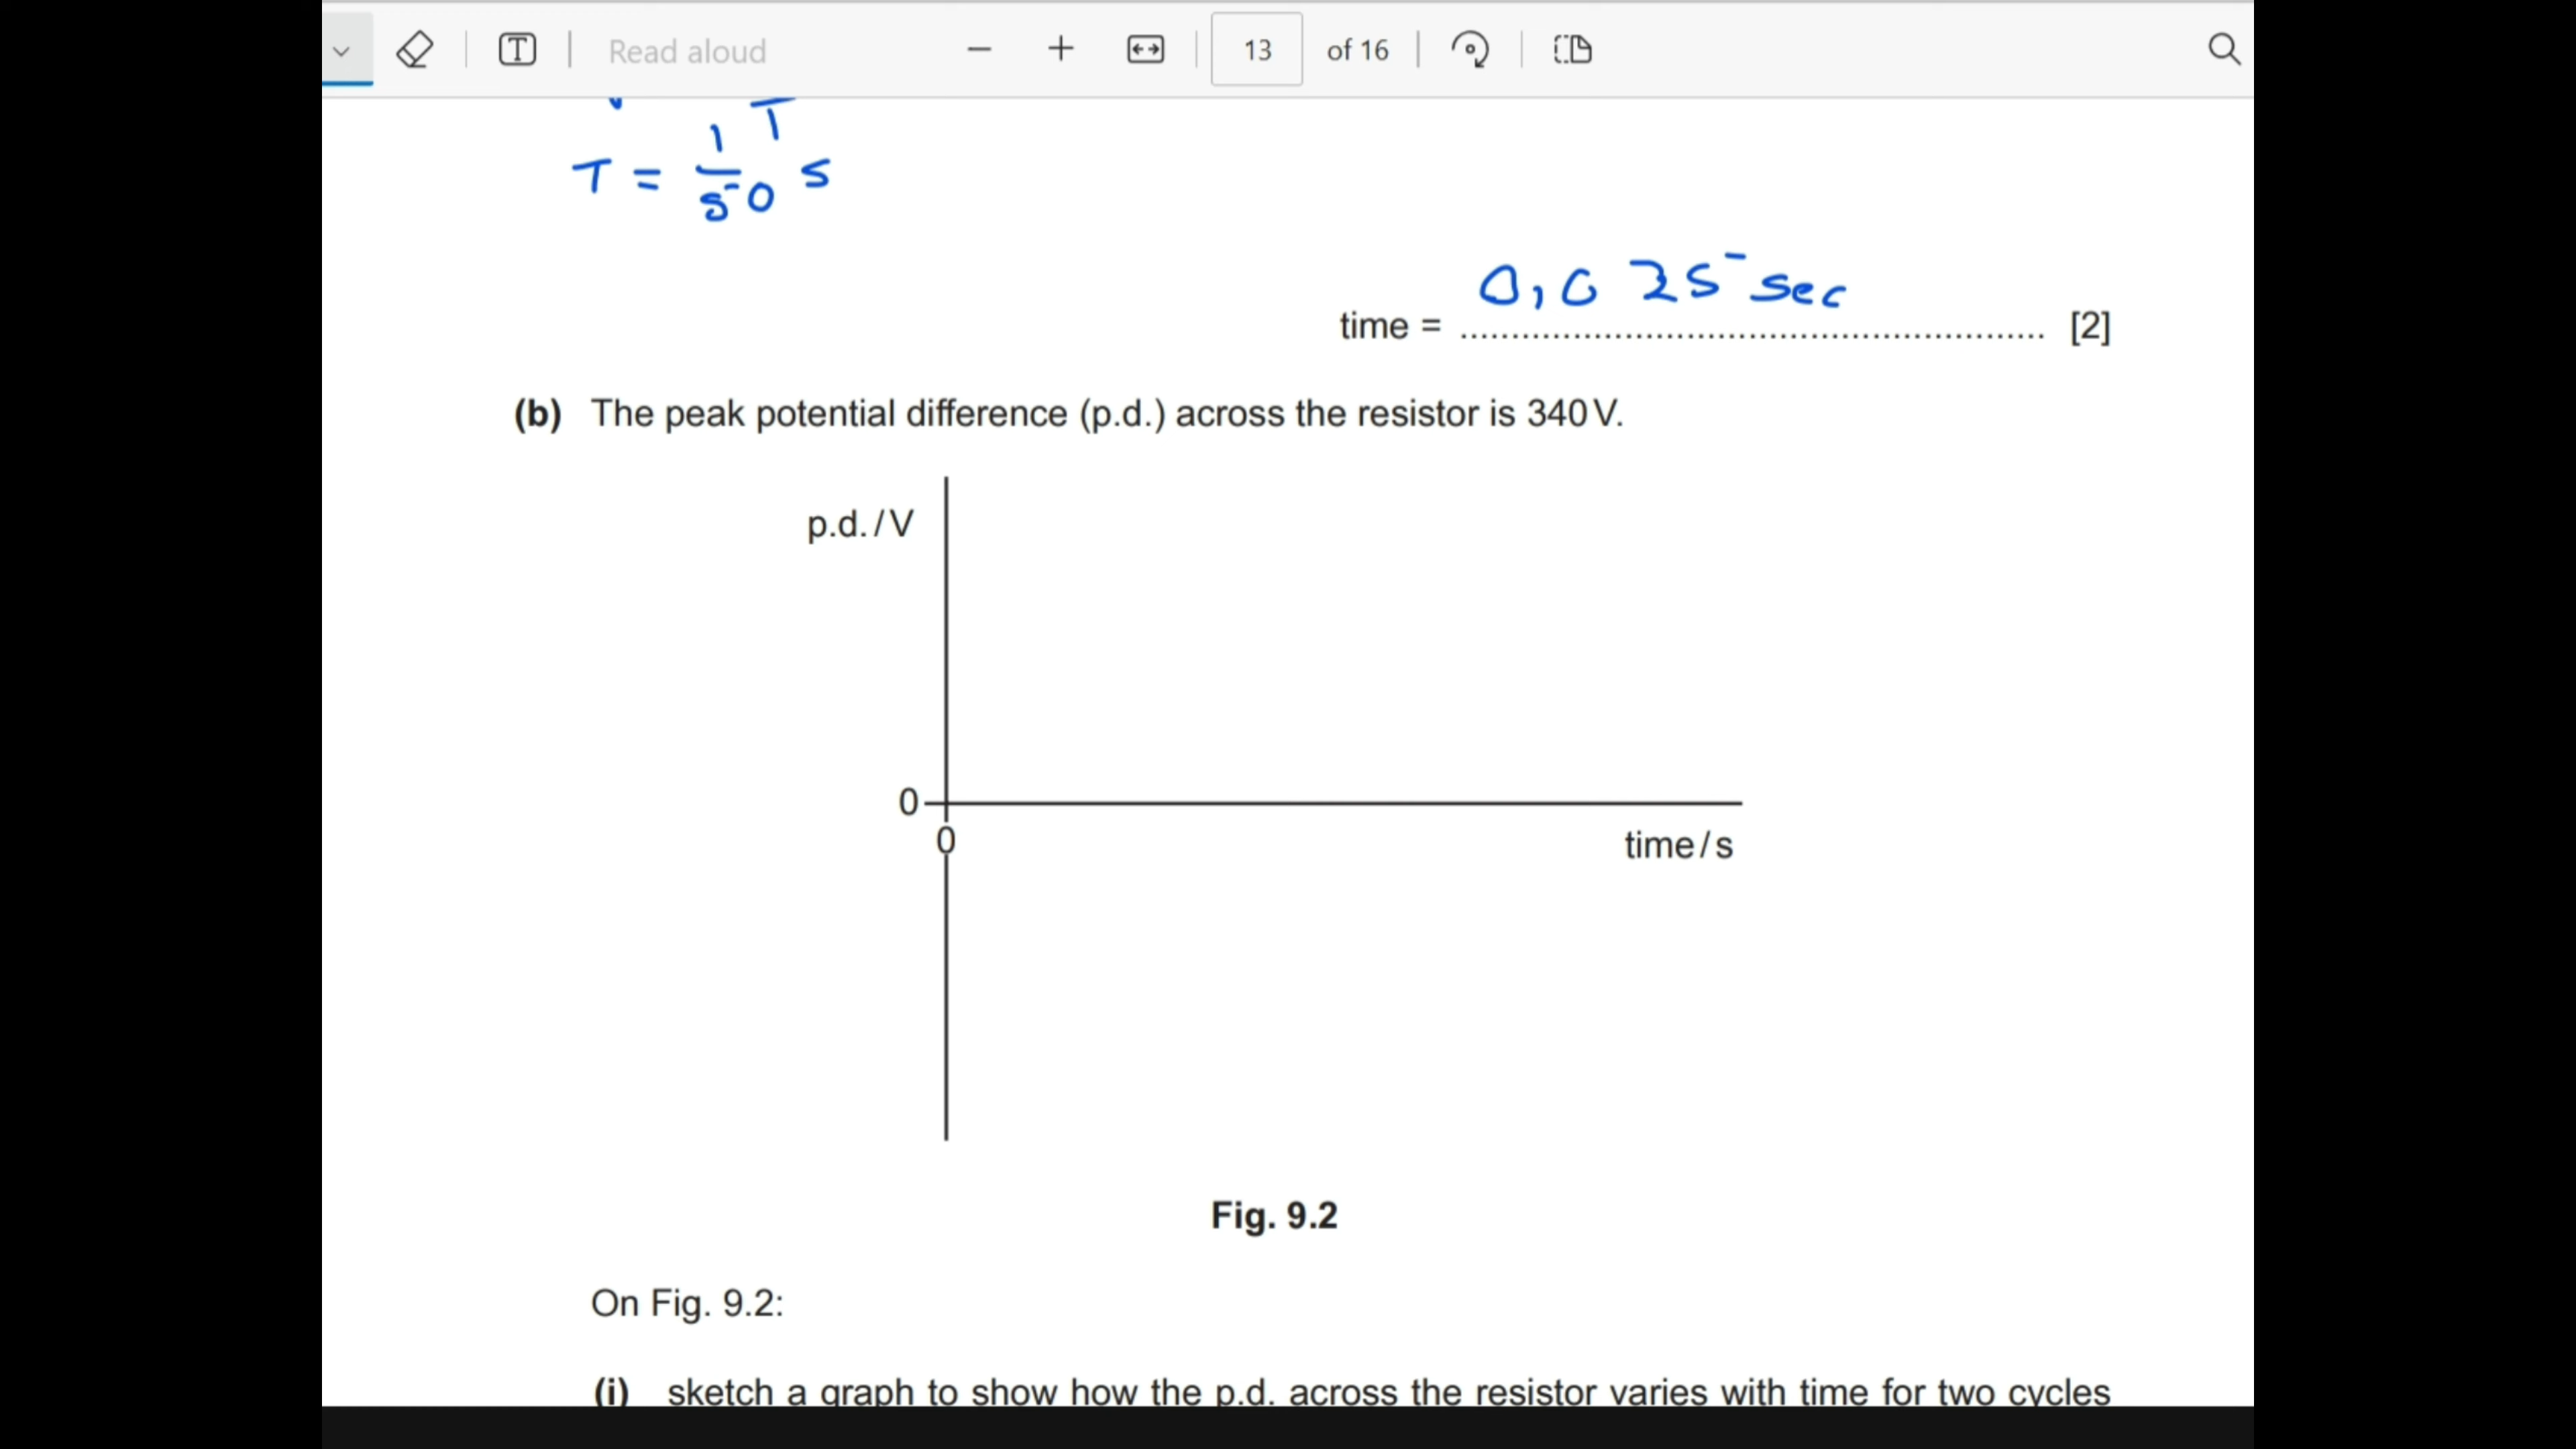 Read aloud
13 of 16
T
T = 1/50 s
0,025 sec
time = ........................................................ [2]
(b) The peak potential difference (p.d.) across the resistor is 340 V.
p.d. / V
0
0
time / s
Fig. 9.2
On Fig. 9.2:
(i) sketch a graph to show how the p.d. across the resistor varies with time for two cycles